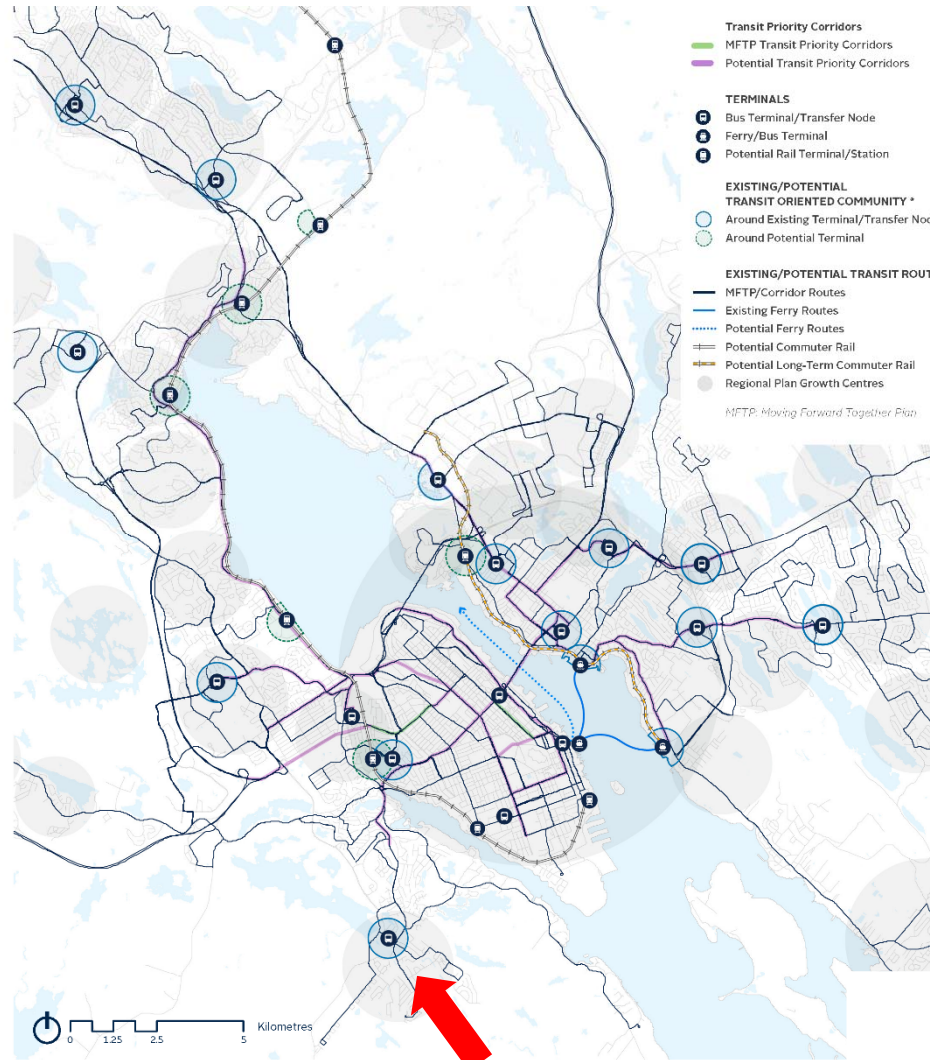 Transit Priority Corridors
MFTP Transit Priority Corridors
Potential Transit Priority Corridors
TERMINALS
Bus Terminal/Transfer Node
Ferry/Bus Terminal
Potential Rail Terminal/Station
EXISTING/POTENTIAL
TRANSIT ORIENTED COMMUNITY *
Around Existing Terminal/Transfer Nod
Around Potential Terminal
EXISTING/POTENTIAL TRANSIT ROUT
MFTP/Corridor Routes
Existing Ferry Routes
Potential Ferry Routes
Potential Commuter Rail
Potential Long-Term Commuter Rail
Regional Plan Growth Centres
MFTP: Moving Forward Together Plan
Kilometres
0 1.25 2.5 5